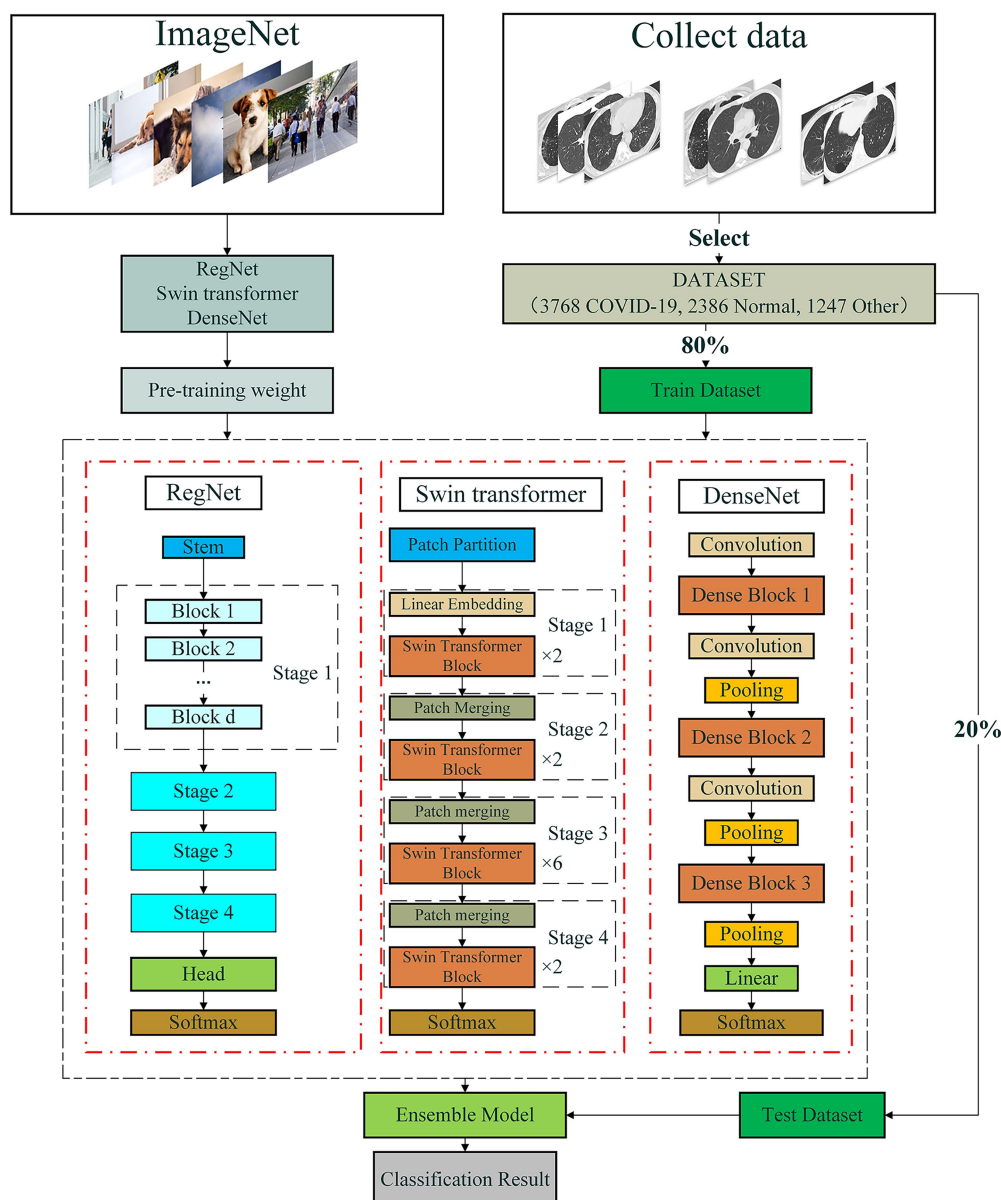 ImageNet
Collect data
Select
RegNet
Swin transformer
DenseNet
DATASET
（3768 COVID-19, 2386 Normal, 1247 Other）
80%
Pre-training weight
Train Dataset
RegNet
Stem
Block 1
Block 2
...
Block d
Stage 1
Stage 2
Stage 3
Stage 4
Head
Softmax
Swin transformer
Patch Partition
Linear Embedding
Stage 1
Swin Transformer
Block
×2
Patch Merging
Stage 2
Swin Transformer
Block
×2
Patch merging
Stage 3
Swin Transformer
Block
×6
Patch merging
Stage 4
Swin Transformer
Block
×2
Softmax
DenseNet
Convolution
Dense Block 1
Convolution
Pooling
Dense Block 2
Convolution
Pooling
Dense Block 3
Pooling
Linear
Softmax
20%
Ensemble Model
Test Dataset
Classification Result